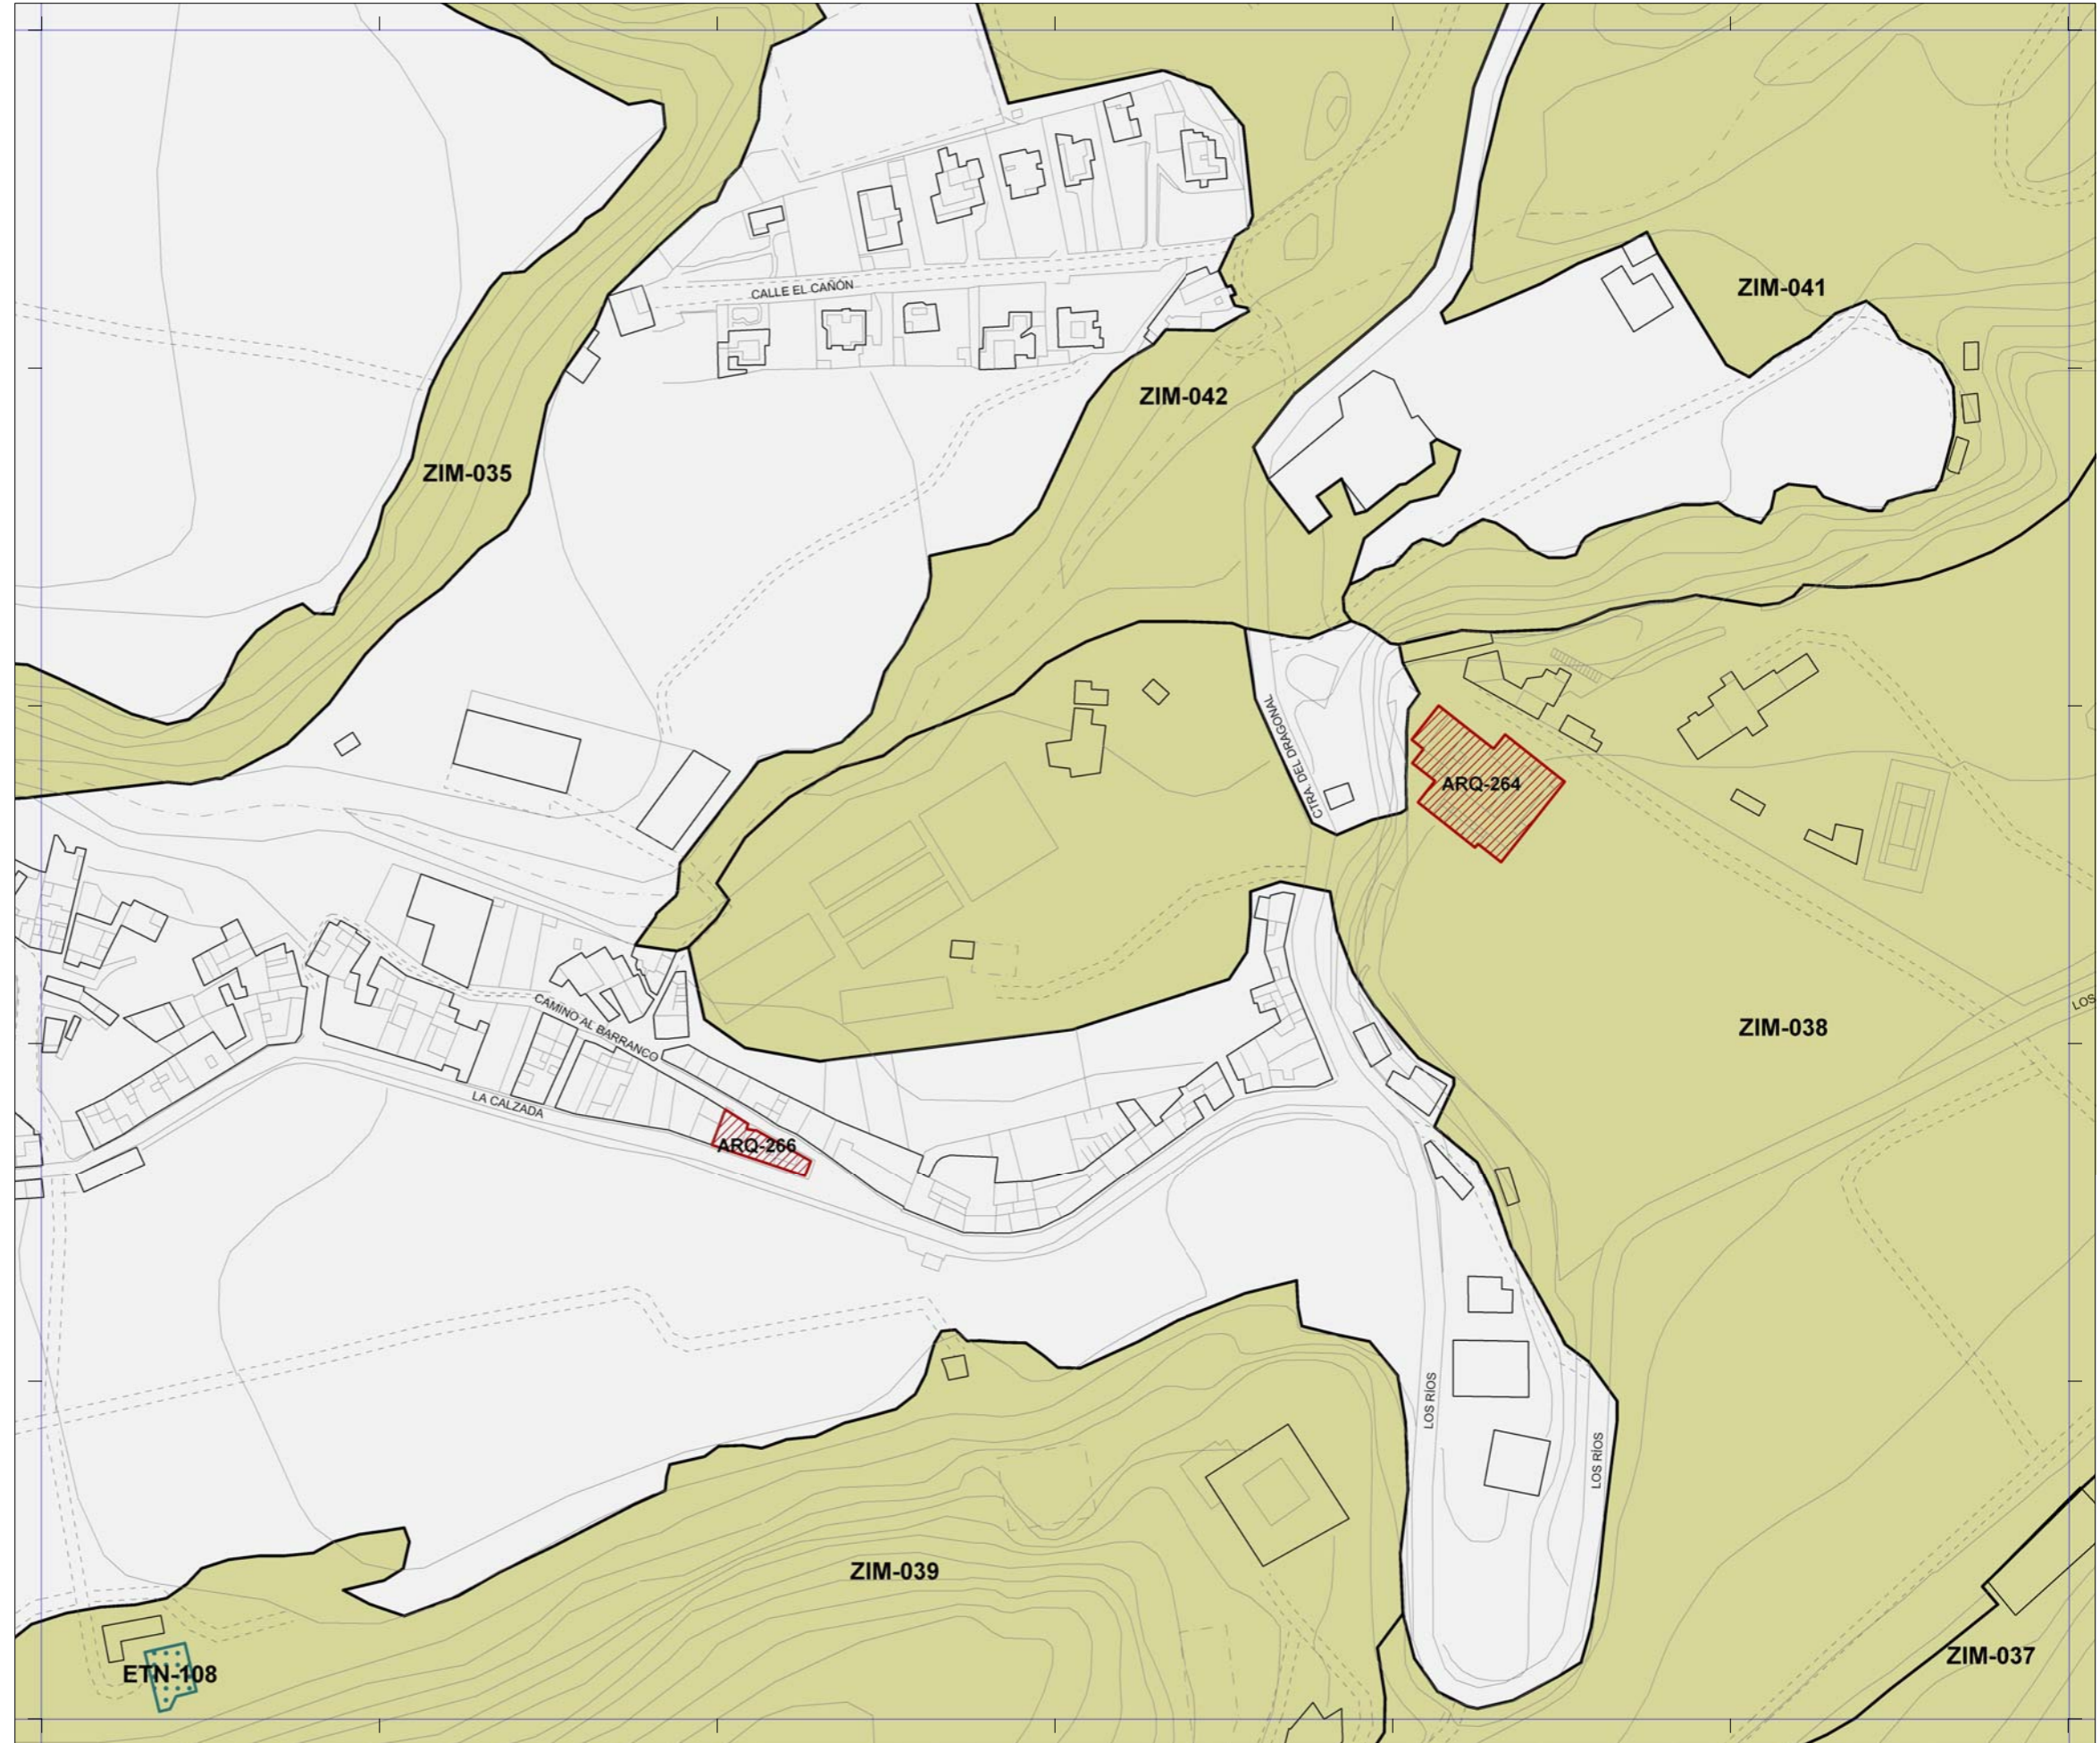 ZIM-041
CALLE EL CAÑÓN
ZIM-042
ZIM-035
CTRA. DEL DRAGONAL
ARQ-264
LOS
ZIM-038
CAMINO AL BARRANCO
LA CALZADA
ARQ-266
LOS RÍOS
LOS RÍOS
ZIM-039
ZIM-037
ETN-108